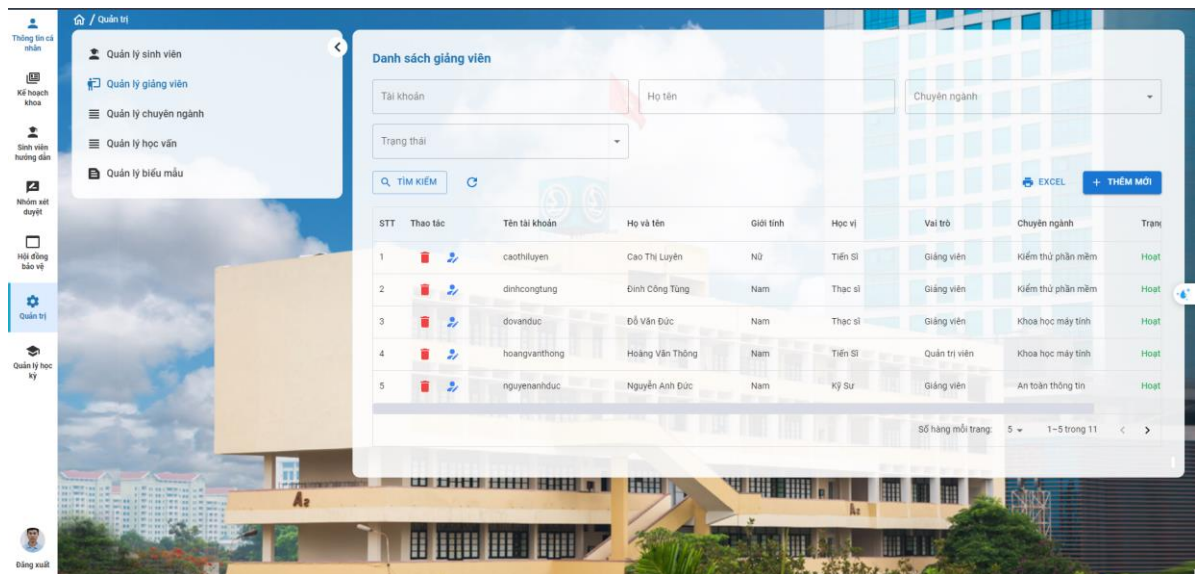 Quản trị
Thông tin cá nhân
Kế hoạch khoa
Sinh viên hướng dẫn
Nhóm xét duyệt
Hội đồng bảo vệ
Quản trị
Quản lý học kỳ
Đăng xuất
Quản lý sinh viên
Quản lý giảng viên
Quản lý chuyên ngành
Quản lý học vấn
Quản lý biểu mẫu
Danh sách giảng viên
Tài khoản Họ tên Chuyên ngành
Trạng thái
TÌM KIẾM EXCEL + THÊM MỚI
STT Thao tác Tên tài khoản Họ và tên Giới tính Học vị Vai trò Chuyên ngành Trạng
1 caothiluyen Cao Thị Luyên Nữ Tiến Sĩ Giảng viên Kiểm thử phần mềm Hoạt
2 dinhcongtung Đinh Công Tùng Nam Thạc sĩ Giảng viên Kiểm thử phần mềm Hoạt
3 dovanduc Đỗ Văn Đức Nam Thạc sĩ Giảng viên Khoa học máy tính Hoạt
4 hoangvanthong Hoàng Văn Thông Nam Tiến Sĩ Quản trị viên Khoa học máy tính Hoạt
5 nguyenanhduc Nguyễn Anh Đức Nam Kỹ Sư Giảng viên An toàn thông tin Hoạt
Số hàng mỗi trang: 5 1–5 trong 11
A2